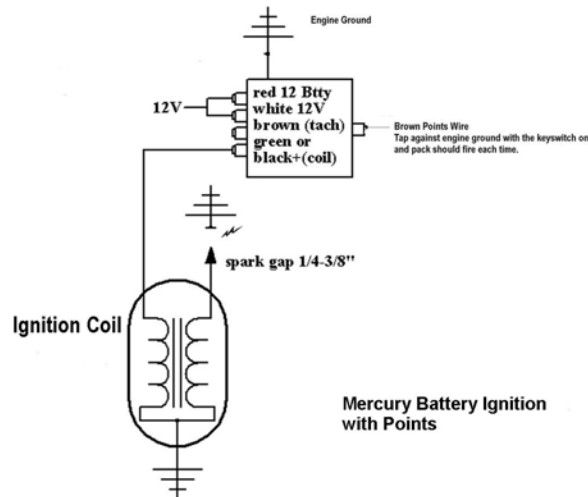 Engine Ground
red 12 Btty
12V
white 12V
brown (tach)
green or
black+(coil)
Brown Points Wire
Tap against engine ground with the keyswitch on
and pack should fire each time.
spark gap 1/4-3/8"
Ignition Coil
Mercury Battery Ignition
with Points